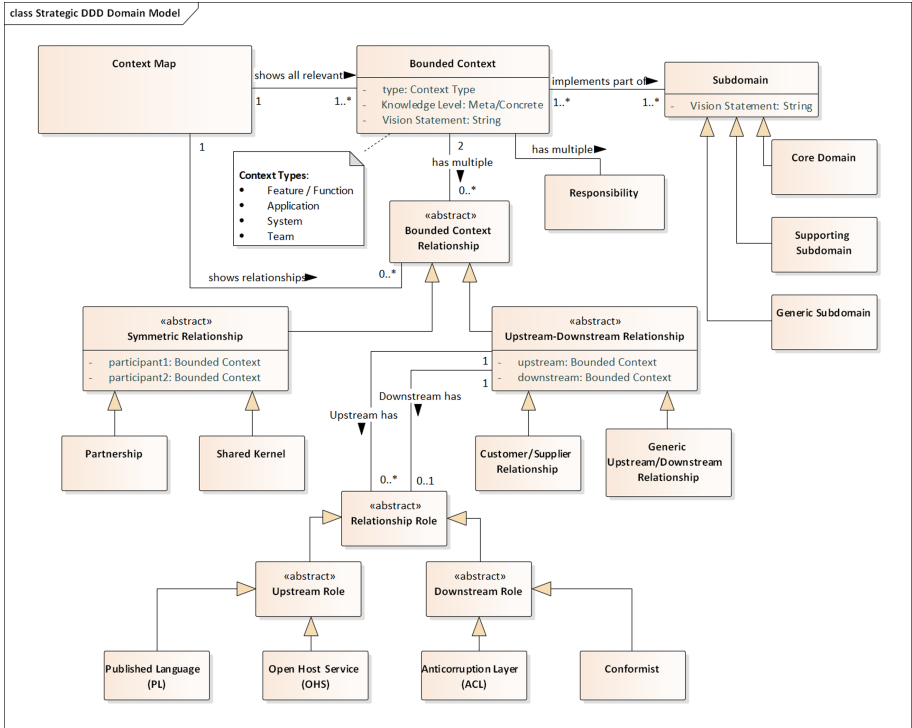 class Strategic DDD Domain Model
Context Map
shows all relevant
1
1..*
Bounded Context
- type: Context Type
- Knowledge Level: Meta/Concrete
- Vision Statement: String
implements part of
1..*
1..*
Subdomain
- Vision Statement: String
1
2
has multiple
0..*
has multiple
Responsibility
Core Domain
Supporting
Subdomain
Generic Subdomain
Context Types:
• Feature / Function
• Application
• System
• Team
«abstract»
Bounded Context
Relationship
shows relationships
0..*
«abstract»
Symmetric Relationship
- participant1: Bounded Context
- participant2: Bounded Context
«abstract»
Upstream-Downstream Relationship
- upstream: Bounded Context
- downstream: Bounded Context
1
1
Downstream has
Upstream has
0..*
0..1
Partnership
Shared Kernel
Customer/Supplier
Relationship
Generic
Upstream/Downstream
Relationship
«abstract»
Relationship Role
«abstract»
Upstream Role
«abstract»
Downstream Role
Published Language
(PL)
Open Host Service
(OHS)
Anticorruption Layer
(ACL)
Conformist